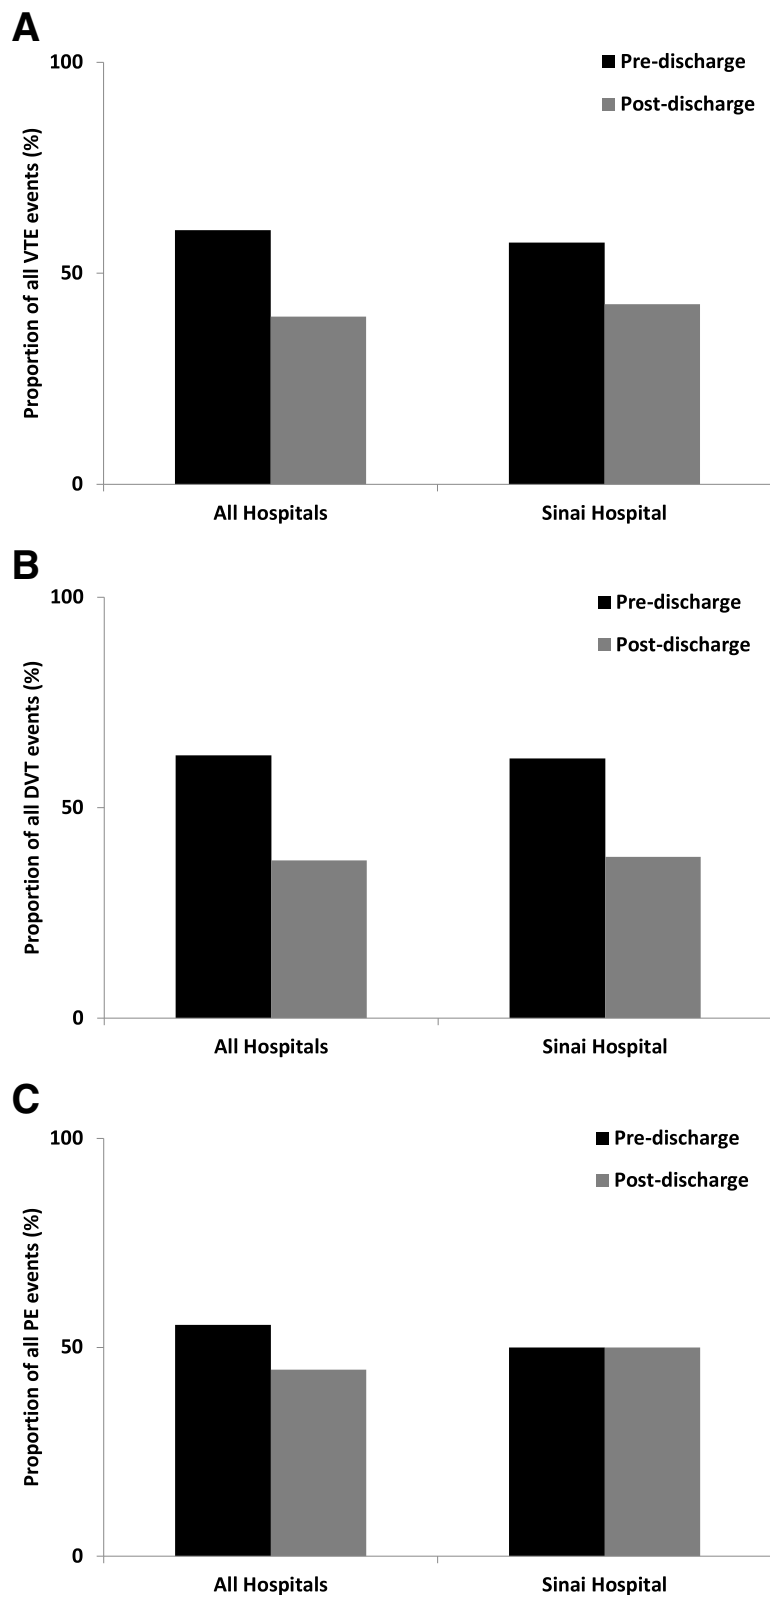 A
100
Pre-discharge
Post-discharge
Proportion of all VTE events (%)
50
0
All Hospitals
Sinai Hospital
B
100
Pre-discharge
Post-discharge
Proportion of all DVT events (%)
50
0
All Hospitals
Sinai Hospital
C
100
Pre-discharge
Post-discharge
Proportion of all PE events (%)
50
0
All Hospitals
Sinai Hospital